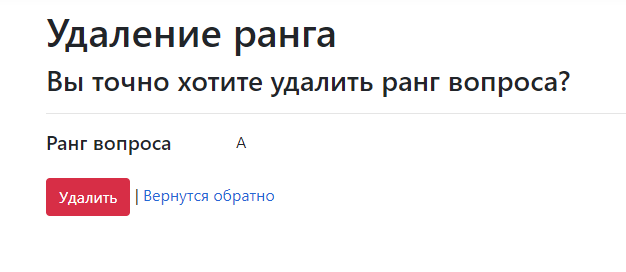 Удаление ранга
Вы точно хотите удалить ранг вопроса?
Ранг вопроса А
Удалить | Вернутся обратно